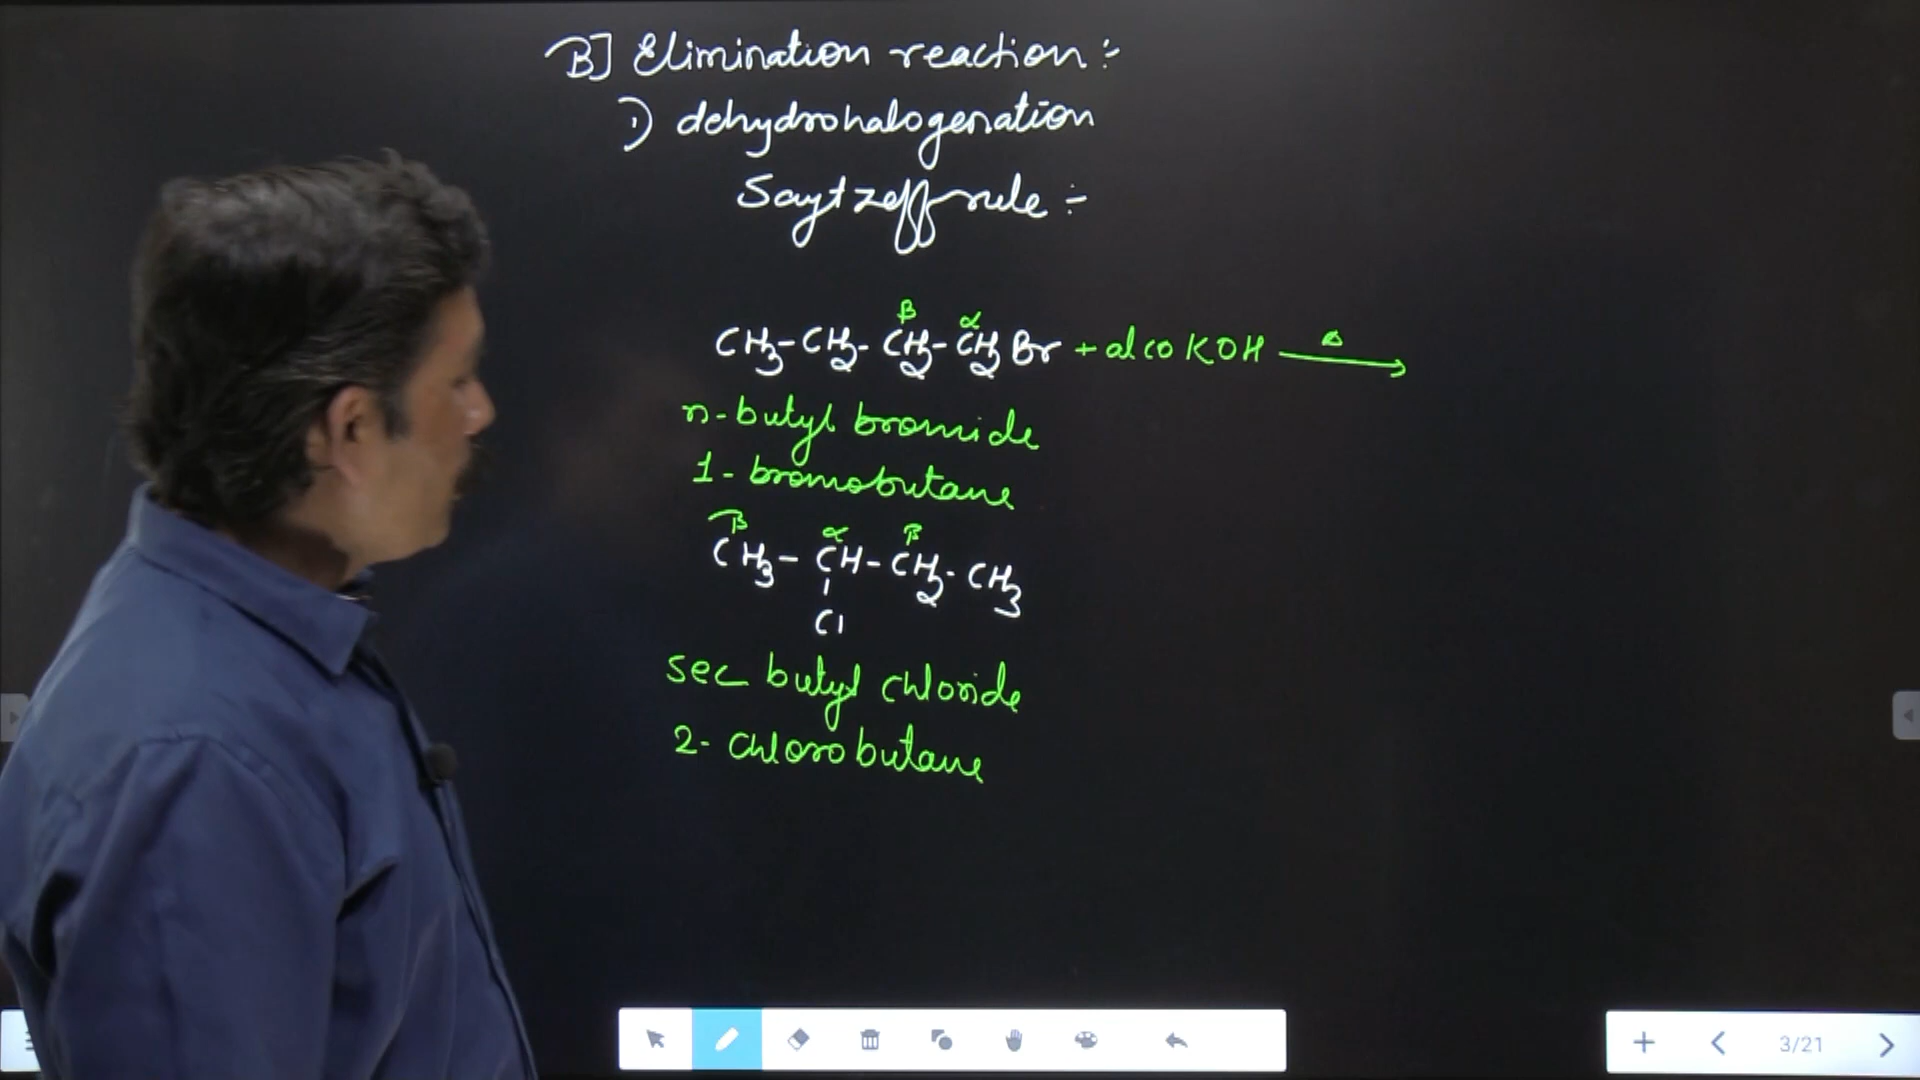 B] Elimination reaction :-
1) dehydrohalogenation
Saytzeff rule :-
β α
CH3-CH2-CH2-CH2Br + alco KOH Δ →
n-butyl bromide
1-bromobutane
β α β
CH3-CH-CH2-CH3
Cl
sec butyl chloride
2-chlorobutane
3/21